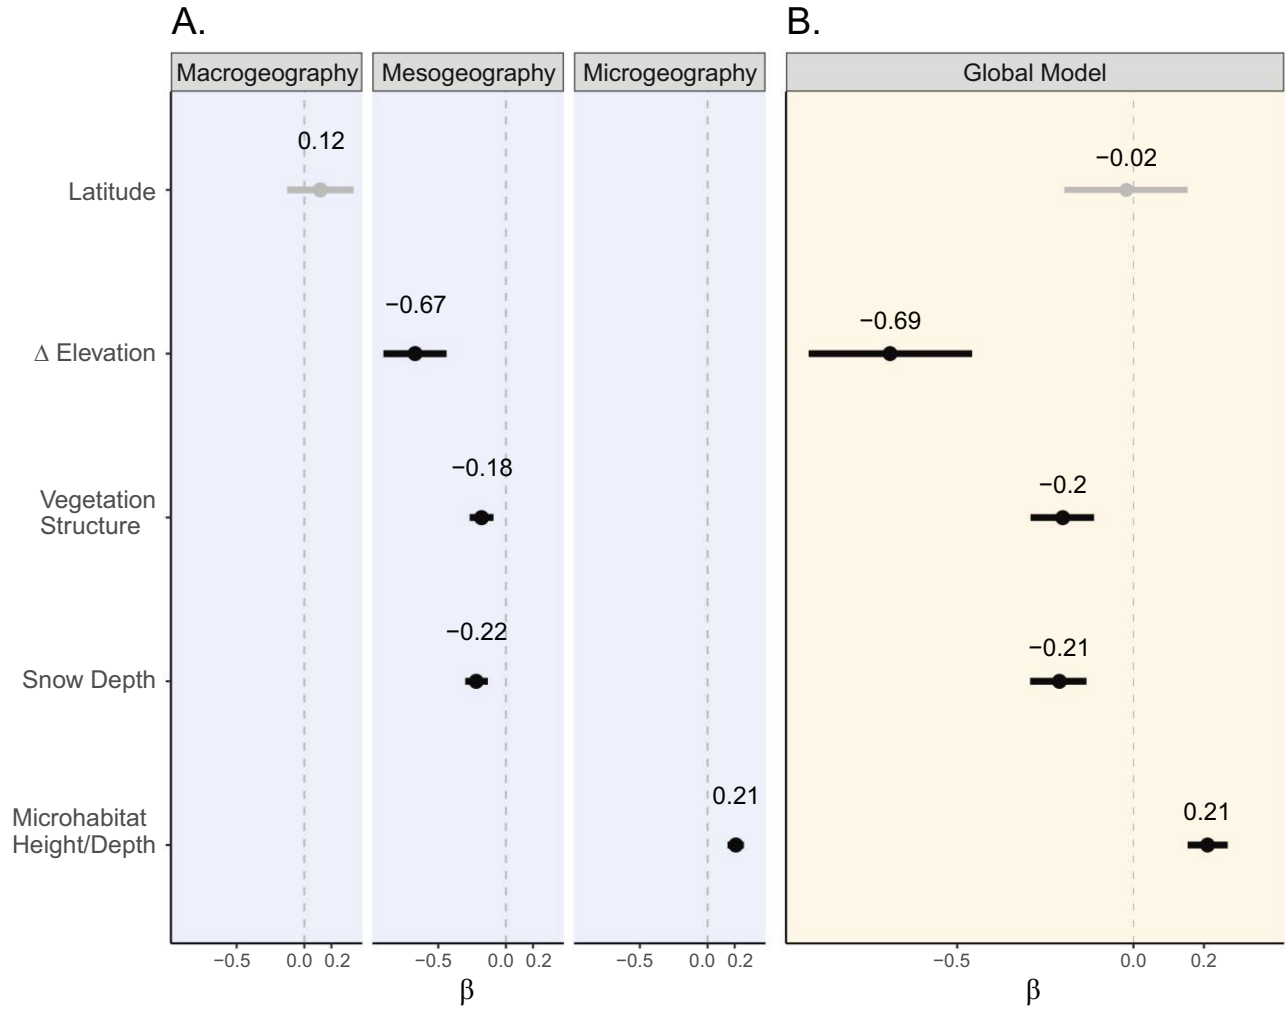 A.
B.
Macrogeography
Mesogeography
Microgeography
Global Model
Latitude
0.12
−0.02
Δ Elevation
−0.67
−0.69
Vegetation
Structure
−0.18
−0.2
Snow Depth
−0.22
−0.21
Microhabitat
Height/Depth
0.21
0.21
−0.5 0.0 0.2
−0.5 0.0 0.2
−0.5 0.0 0.2
−0.5 0.0 0.2
β
β